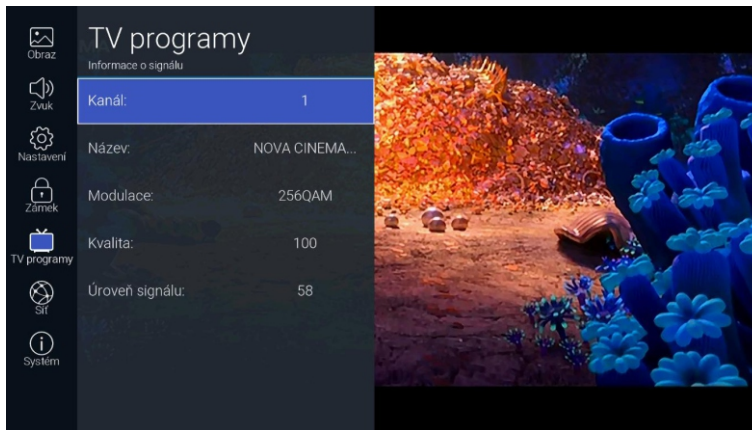 Obraz
Zvuk
Nastavení
Zámek
TV programy
Síť
Systém
TV programy
Informace o signálu
Kanál: 1
Název: NOVA CINEMA...
Modulace: 256QAM
Kvalita: 100
Úroveň signálu: 58